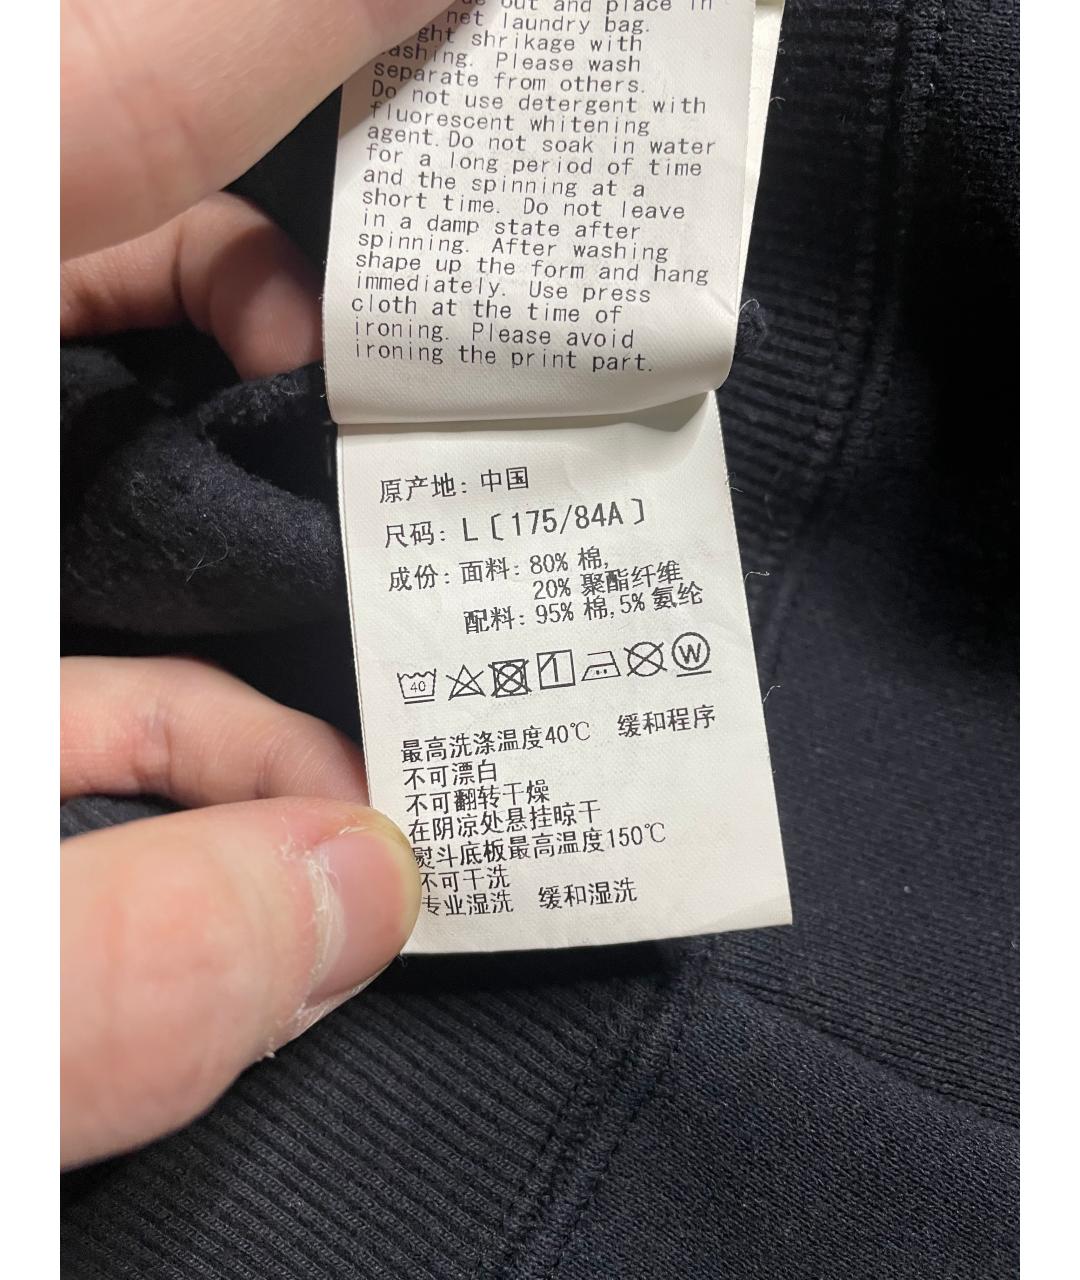 out and place in
net laundry bag.
shrikage with
washing. Please wash
separate from others.
Do not use detergent with
fluorescent whitening
agent.Do not soak in water
for a long period of time
and the spinning at a
short time. Do not leave
in a damp state after
spinning. After washing
shape up the form and hang
immediately. Use press
cloth at the time of
ironing. Please avoid
ironing the print part.
原产地: 中国
尺码: L〔175/84A〕
成份: 面料: 80% 棉,
20% 聚酯纤维
配料: 95% 棉,5% 氨纶
40 W
最高洗涤温度40℃ 缓和程序
不可漂白
不可翻转干燥
在阴凉处悬挂晾干
熨斗底板最高温度150℃
不可干洗
专业湿洗 缓和湿洗